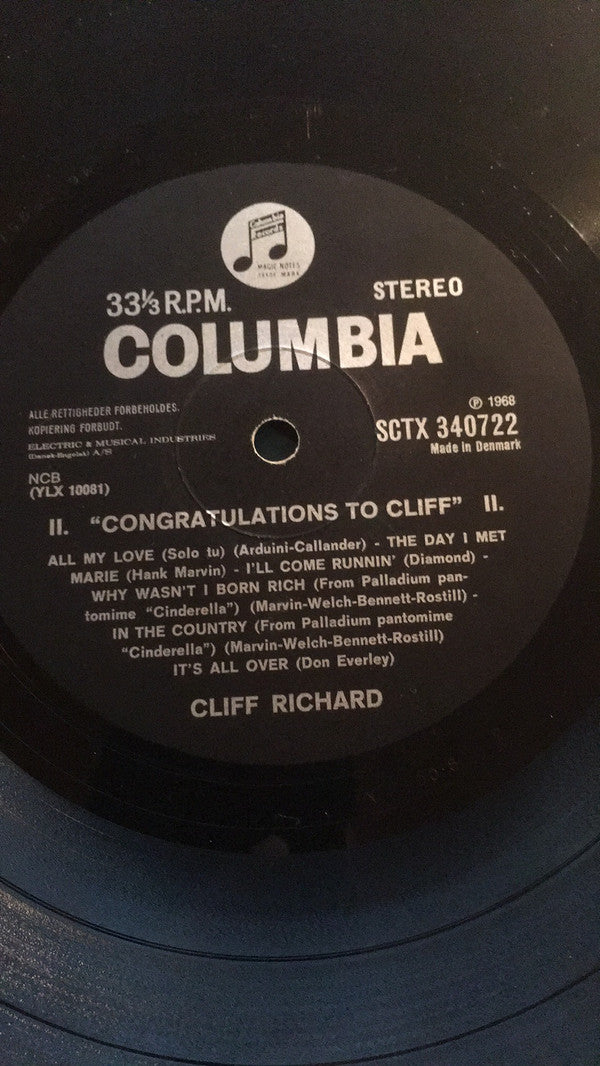 Columbia
Records
MAGIC NOTES
TRADE MARK
33⅓ R.P.M.
STEREO
COLUMBIA
ALLE RETTIGHEDER FORBEHOLDES.
KOPIERING FORBUDT.
ELECTRIC & MUSICAL INDUSTRIES
(Dansk-Engelsk) A/S
℗ 1968
SCTX 340722
Made in Denmark
NCB
(YLX 10081)
II. "CONGRATULATIONS TO CLIFF" II.
ALL MY LOVE (Solo tu) (Arduini-Callander) - THE DAY I MET
MARIE (Hank Marvin) - I'LL COME RUNNIN' (Diamond) -
WHY WASN'T I BORN RICH (From Palladium pan-
tomime "Cinderella") (Marvin-Welch-Bennett-Rostill) -
IN THE COUNTRY (From Palladium pantomime
"Cinderella") (Marvin-Welch-Bennett-Rostill)
IT'S ALL OVER (Don Everley)
CLIFF RICHARD